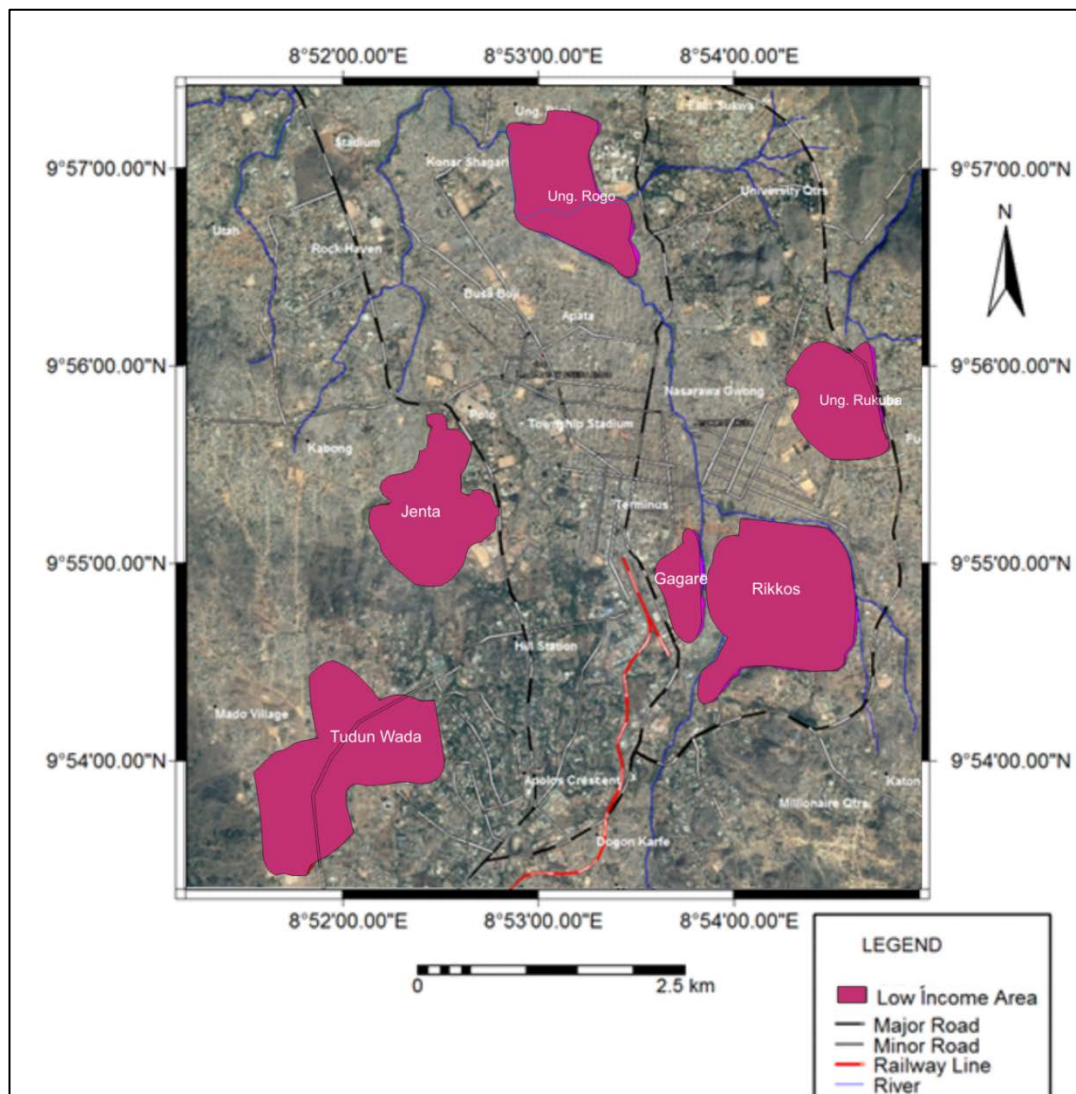 8°52'00.00"E 8°53'00.00"E 8°54'00.00"E
Ung.
East Sukwa
Stadium
9°57'00.00"N
Konar Shagari
9°57'00.00"N
University Qtrs
Ung. Rogo
Utah
Rock Haven
N
Busa Buji
Apata
9°56'00.00"N
9°56'00.00"N
Nasarawa Gwong
Ung. Rukuba
Polo
Township Stadium
Kabong
Fu
Jenta
Terminus
9°55'00.00"N
9°55'00.00"N
Gagare
Rikkos
Hill Station
Mado Village
Tudun Wada
9°54'00.00"N
9°54'00.00"N
Apolos Crescent
Katon
Millionaire Qtrs
Dogon Karfe
8°52'00.00"E 8°53'00.00"E 8°54'00.00"E
LEGEND
Low Income Area
Major Road
Minor Road
Railway Line
River
0 2.5 km